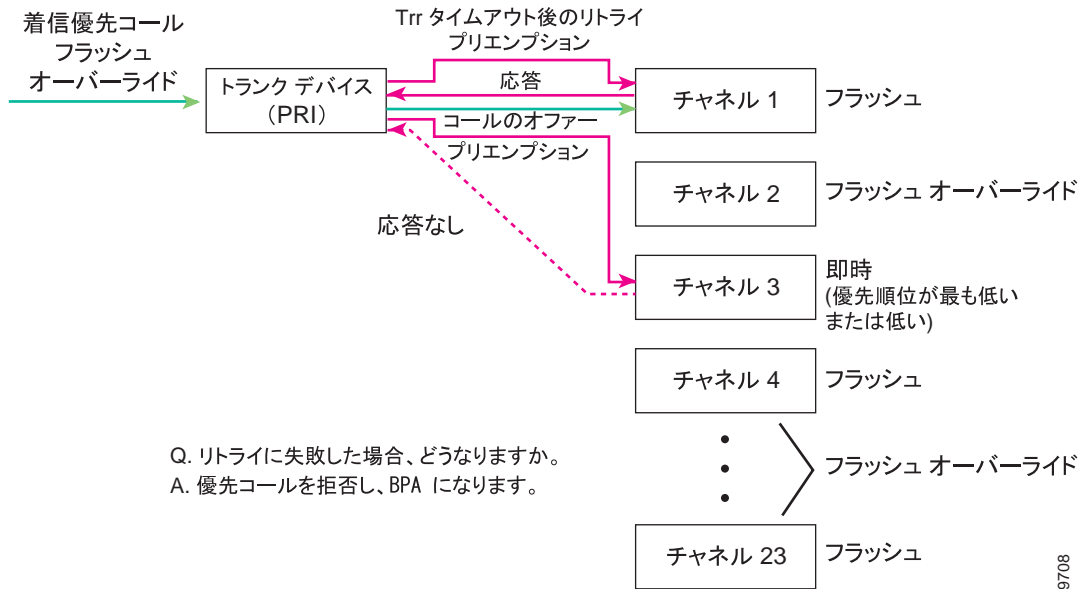 着信優先コール
フラッシュ
オーバーライド
Trr タイムアウト後のリトライ
プリエンプション
応答
トランク デバイス
(PRI)
コールのオファー
プリエンプション
応答なし
チャネル 1
フラッシュ
チャネル 2
フラッシュ オーバーライド
チャネル 3
即時
(優先順位が最も低い
または低い)
チャネル 4
フラッシュ
フラッシュ オーバーライド
Q. リトライに失敗した場合、どうなりますか。
A. 優先コールを拒否し、BPA になります。
チャネル 23
フラッシュ
9708